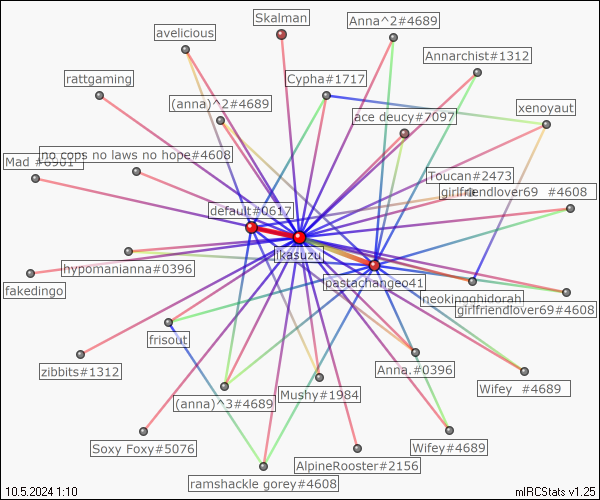 Skalman
Anna^2#4689
avelicious
Annarchist#1312
rattgaming
Cypha#1717
(anna)^2#4689
xenoyaut
ace deucy#7097
no cops no laws no hope#4608
Mad #6981
Toucan#2473
girlfriendlover69 #4608
default#0617
jkasuzu
hypomanianna#0396
pastachangeo41
fakedingo
neokingghidorah
girlfriendlover69#4608
frisout
zibbits#1312
Anna.#0396
(anna)^3#4689
Mushy#1984
Wifey #4689
Soxy Foxy#5076
Wifey#4689
AlpineRooster#2156
ramshackle gorey#4608
10.5.2024 1:10
mIRCStats v1.25